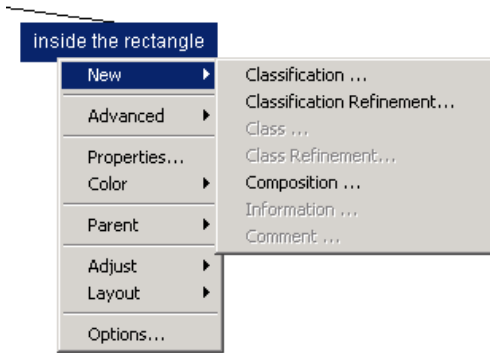 inside the rectangle
New
Advanced
Properties...
Color
Parent
Adjust
Layout
Options...
Classification ...
Classification Refinement...
Class ...
Class Refinement...
Composition ...
Information ...
Comment ...